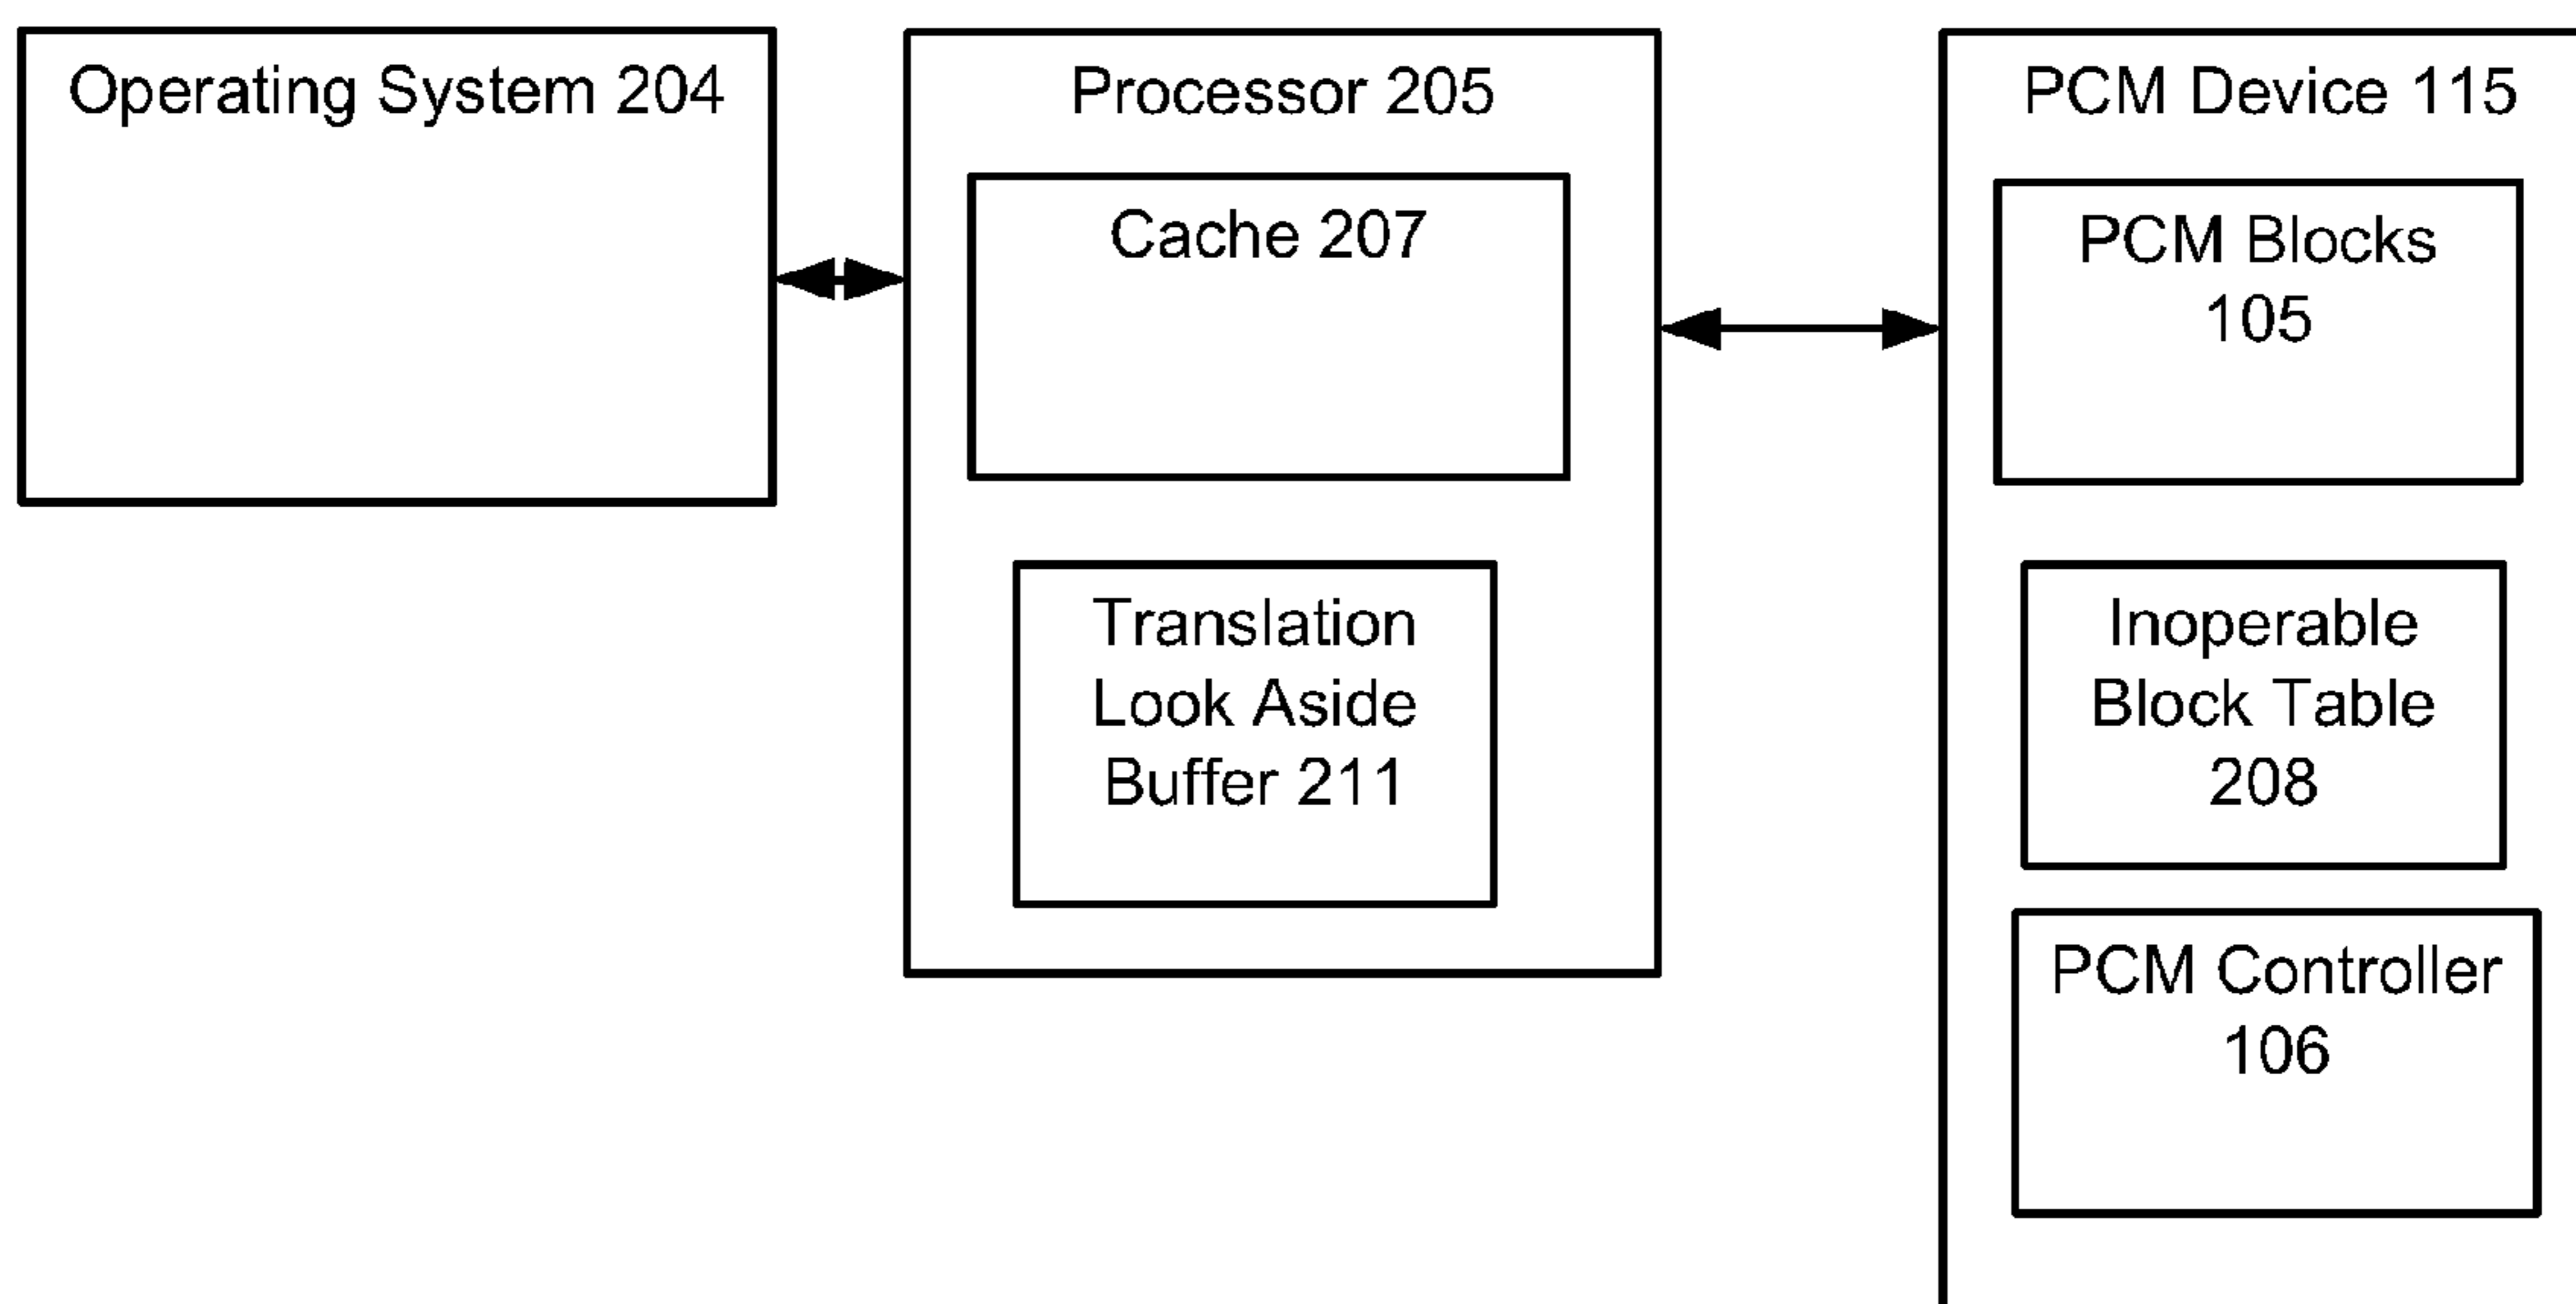 Operating System 204
Processor 205
Cache 207
Translation
Look Aside
Buffer 211
PCM Device 115
PCM Blocks
105
Inoperable
Block Table
208
PCM Controller
106